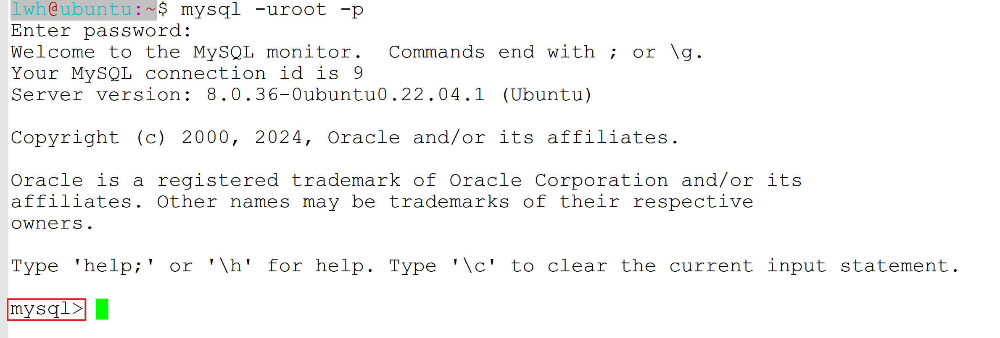 lwh@ubuntu:~$ mysql -uroot -p
Enter password:
Welcome to the MySQL monitor.  Commands end with ; or \g.
Your MySQL connection id is 9
Server version: 8.0.36-0ubuntu0.22.04.1 (Ubuntu)
Copyright (c) 2000, 2024, Oracle and/or its affiliates.
Oracle is a registered trademark of Oracle Corporation and/or its
affiliates. Other names may be trademarks of their respective
owners.
Type 'help;' or '\h' for help. Type '\c' to clear the current input statement.
mysql>